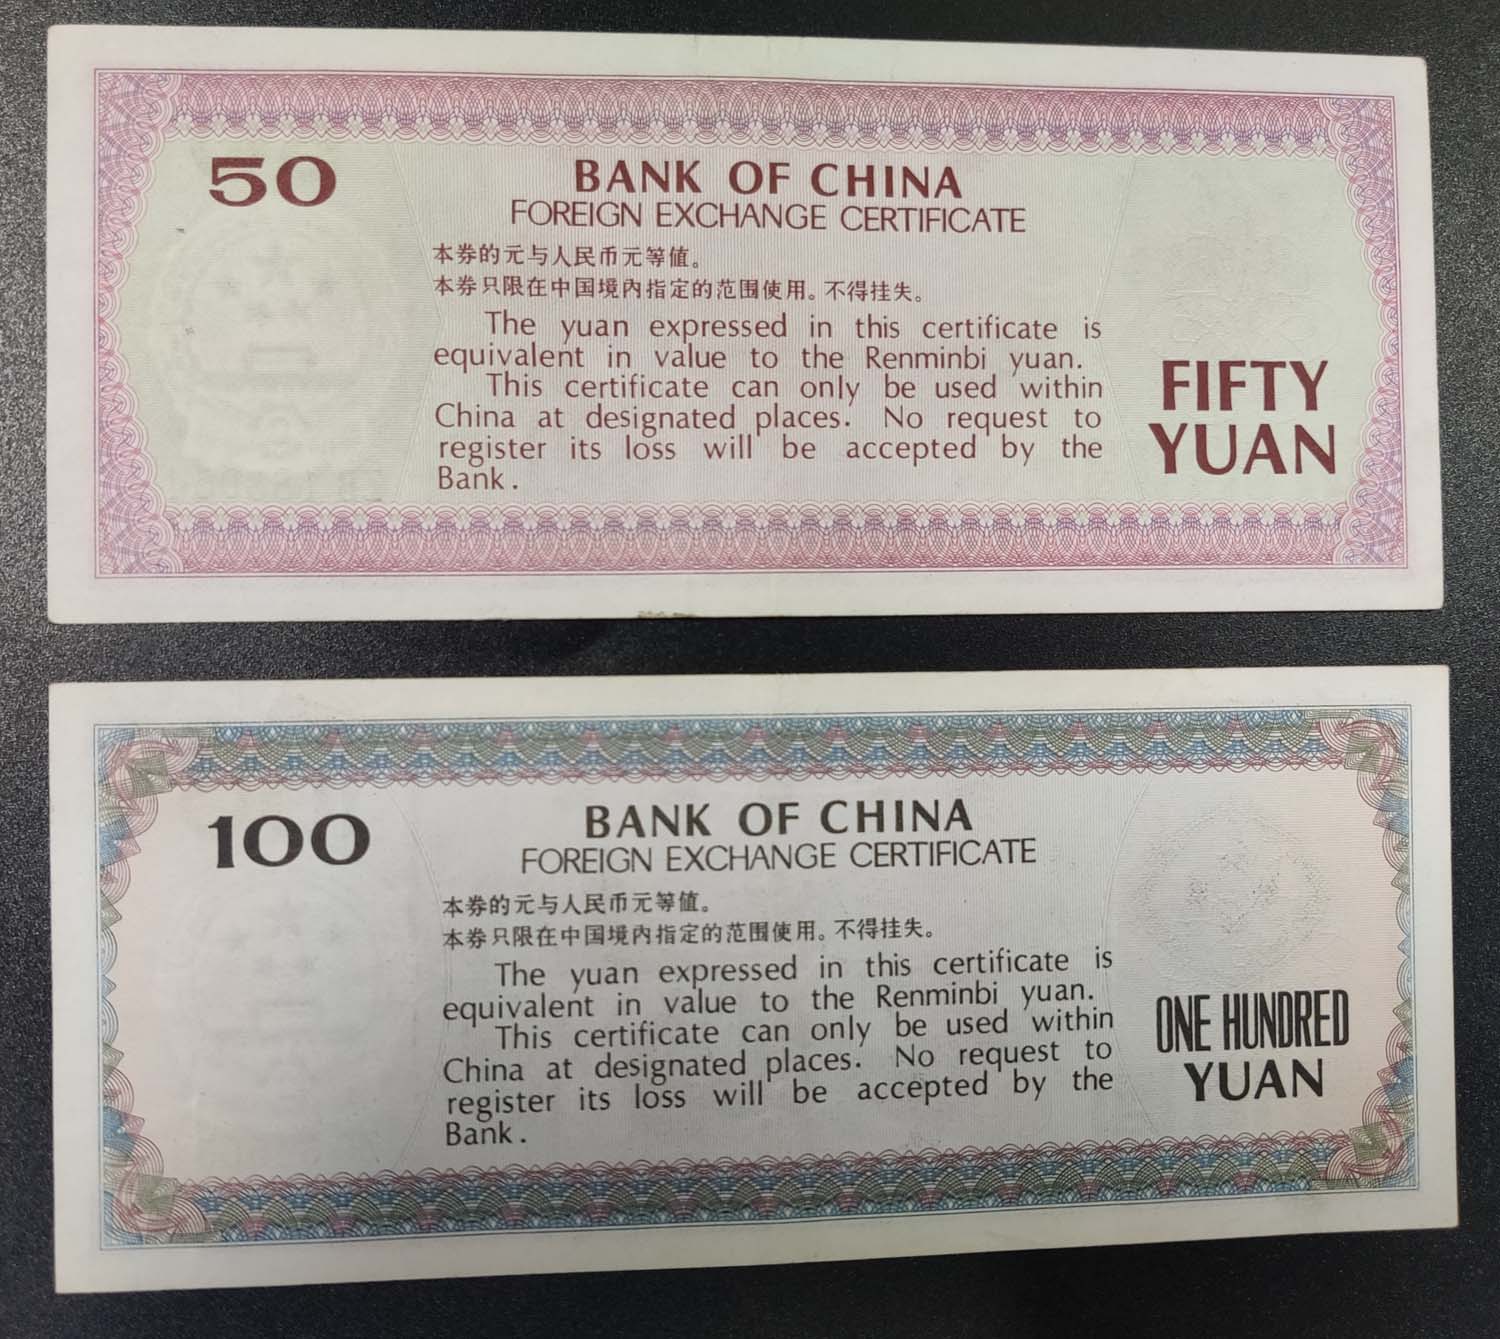 50
BANK OF CHINA
FOREIGN EXCHANGE CERTIFICATE
本券的元与人民币元等值。
本券只限在中国境内指定的范围使用。不得挂失。
The yuan expressed in this certificate is
equivalent in value to the Renminbi yuan.
This certificate can only be used within
China at designated places. No request to
register its loss will be accepted by the
Bank.
FIFTY
YUAN
100
BANK OF CHINA
FOREIGN EXCHANGE CERTIFICATE
本券的元与人民币元等值。
本券只限在中国境内指定的范围使用。不得挂失。
The yuan expressed in this certificate is
equivalent in value to the Renminbi yuan.
This certificate can only be used within
China at designated places. No request to
register its loss will be accepted by the
Bank.
ONE HUNDRED
YUAN